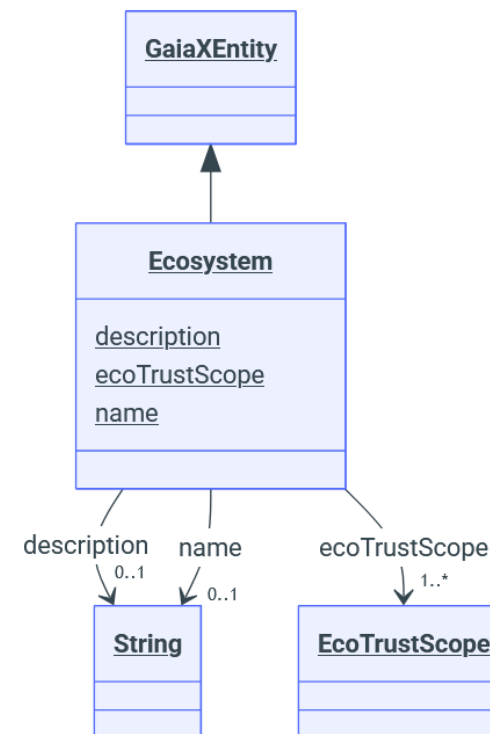 GaiaXEntity
Ecosystem
description
ecoTrustScope
name
description
name
ecoTrustScope
0..1
0..1
1..*
String
EcoTrustScope